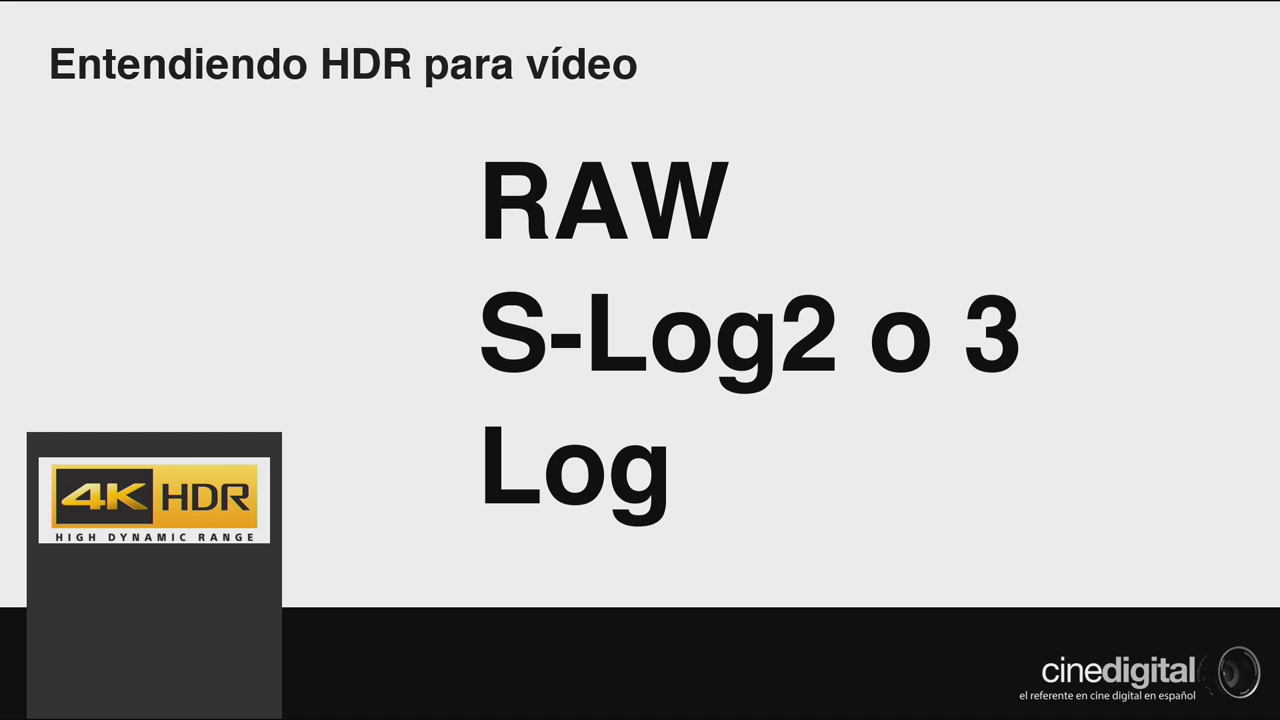 Entendiendo HDR para vídeo
RAW
S-Log2 o 3
Log
4K HDR
HIGH DYNAMIC RANGE
cinedigital
el referente en cine digital en español